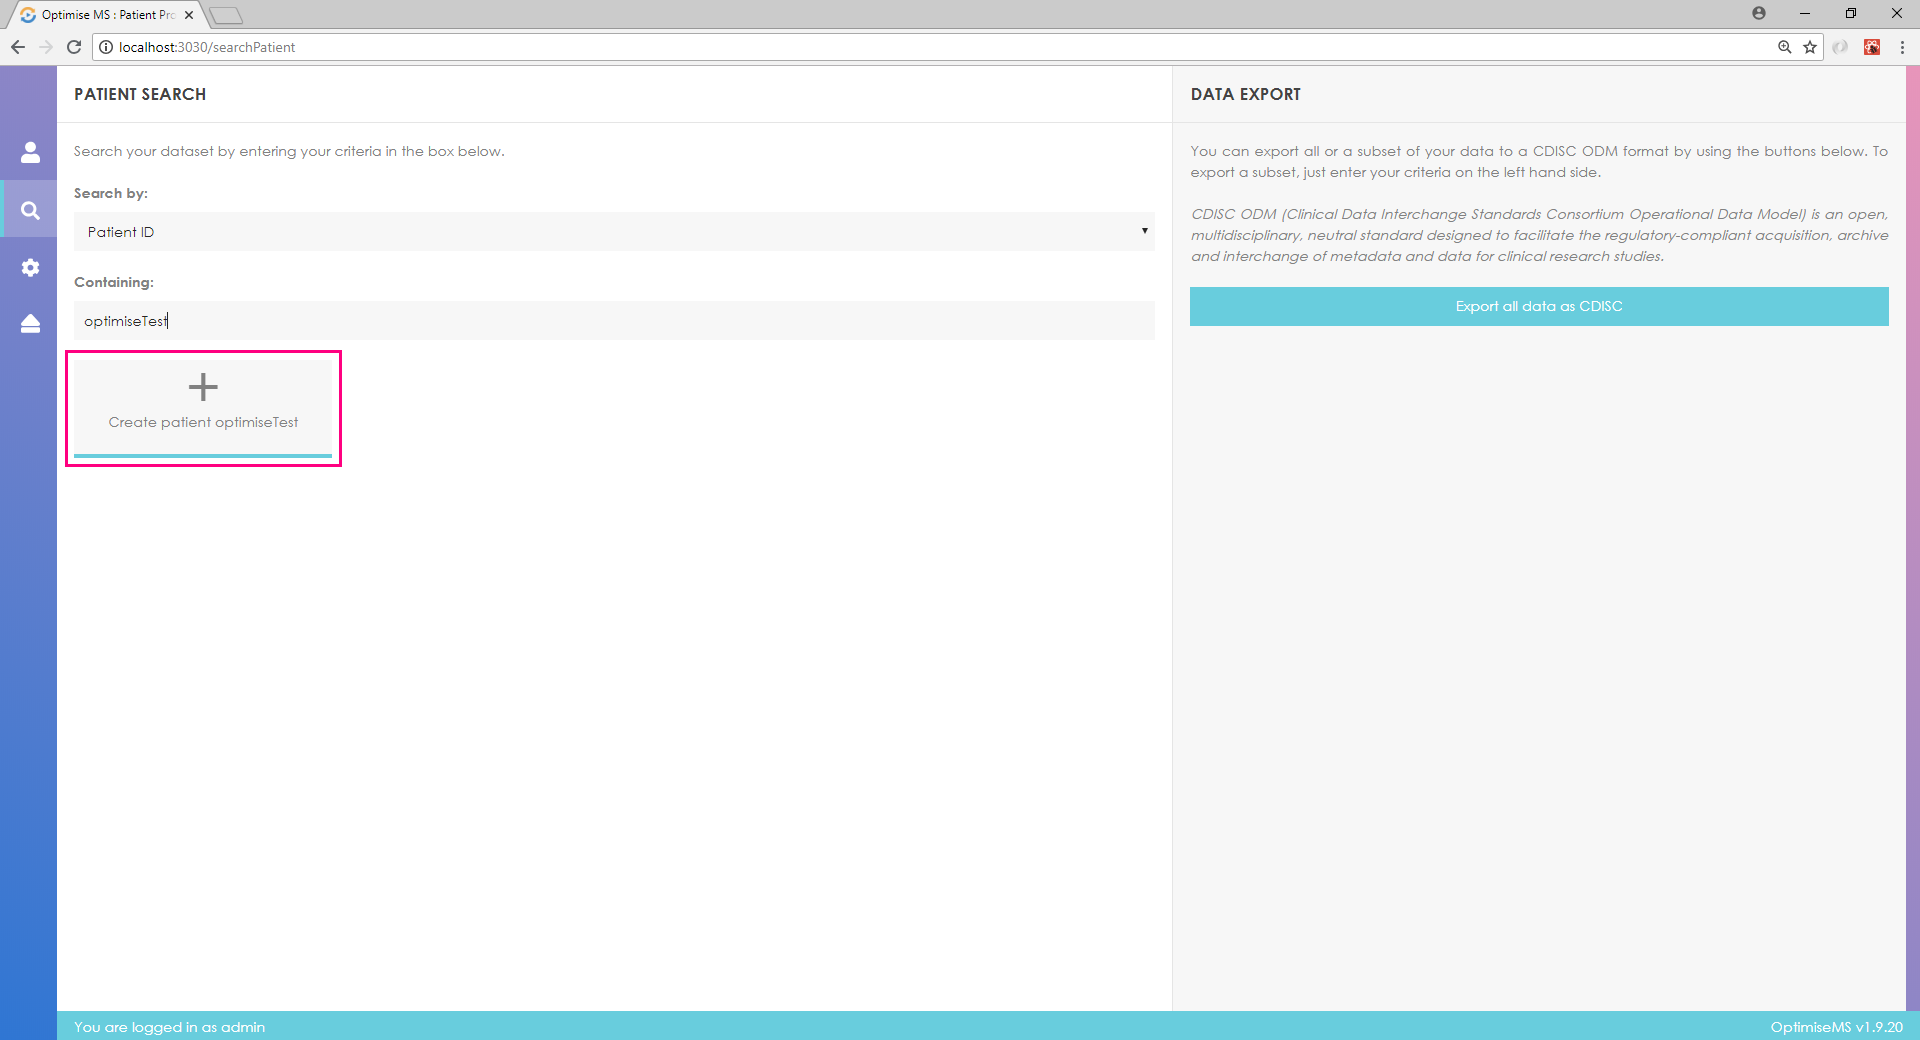 Optimise MS : Patient Pro
localhost:3030/searchPatient
PATIENT SEARCH
Search your dataset by entering your criteria in the box below.
Search by:
Patient ID
Containing:
optimiseTest
Create patient optimiseTest
DATA EXPORT
You can export all or a subset of your data to a CDISC ODM format by using the buttons below. To
export a subset, just enter your criteria on the left hand side.
CDISC ODM (Clinical Data Interchange Standards Consortium Operational Data Model) is an open,
multidisciplinary, neutral standard designed to facilitate the regulatory-compliant acquisition, archive
and interchange of metadata and data for clinical research studies.
Export all data as CDISC
You are logged in as admin
OptimiseMS v1.9.20